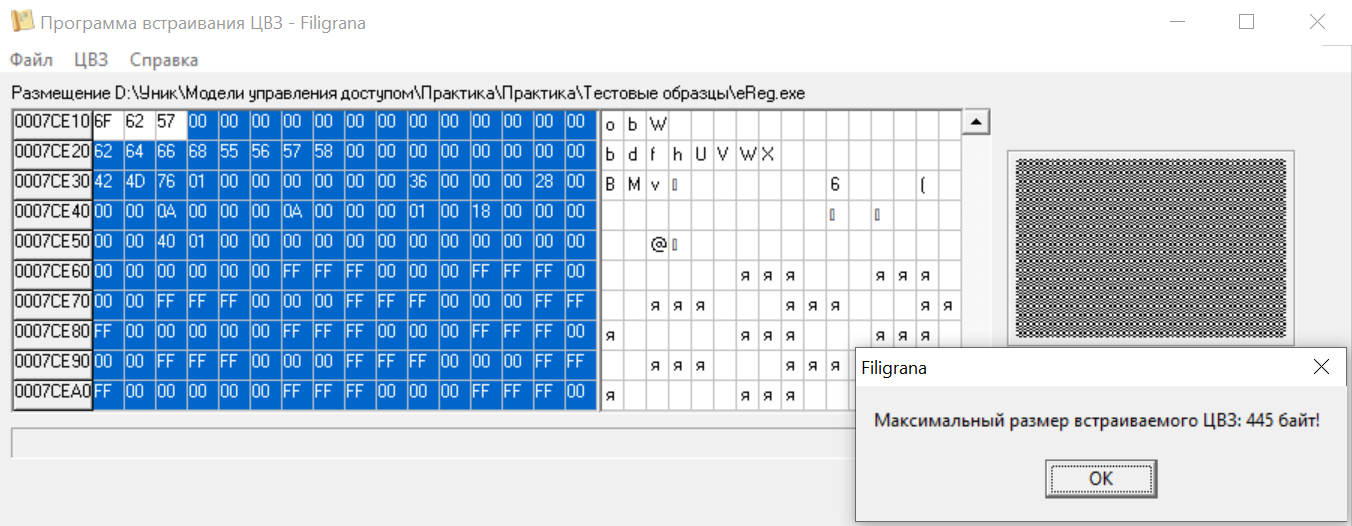 Программа встраивания ЦВЗ - Filigrana
Файл ЦВЗ Справка
Размещение D:\Уник\Модели управления доступом\Практика\Практика\Тестовые образцы\eReg.exe
0007CE10 6F 62 57 00 00 00 00 00 00 00 00 00 00 00 00 00 o b W
0007CE20 62 64 66 68 55 56 57 58 00 00 00 00 00 00 00 00 b d f h U V W X
0007CE30 42 4D 76 01 00 00 00 00 00 00 36 00 00 00 28 00 B M v 6 (
0007CE40 00 00 0A 00 00 00 0A 00 00 00 01 00 18 00 00 00
0007CE50 00 00 40 01 00 00 00 00 00 00 00 00 00 00 00 00 @
0007CE60 00 00 00 00 00 00 FF FF FF 00 00 00 FF FF FF 00 я я я я я я
0007CE70 00 00 FF FF FF 00 00 00 FF FF FF 00 00 00 FF FF я я я я я я я я
0007CE80 FF 00 00 00 00 00 FF FF FF 00 00 00 FF FF FF 00 я я я я я я я
0007CE90 00 00 FF FF FF 00 00 00 FF FF FF 00 00 00 FF FF я я я я я я
0007CEA0 FF 00 00 00 00 00 FF FF FF 00 00 00 FF FF FF 00 я я я я
Filigrana
Максимальный размер встраиваемого ЦВЗ: 445 байт!
OK